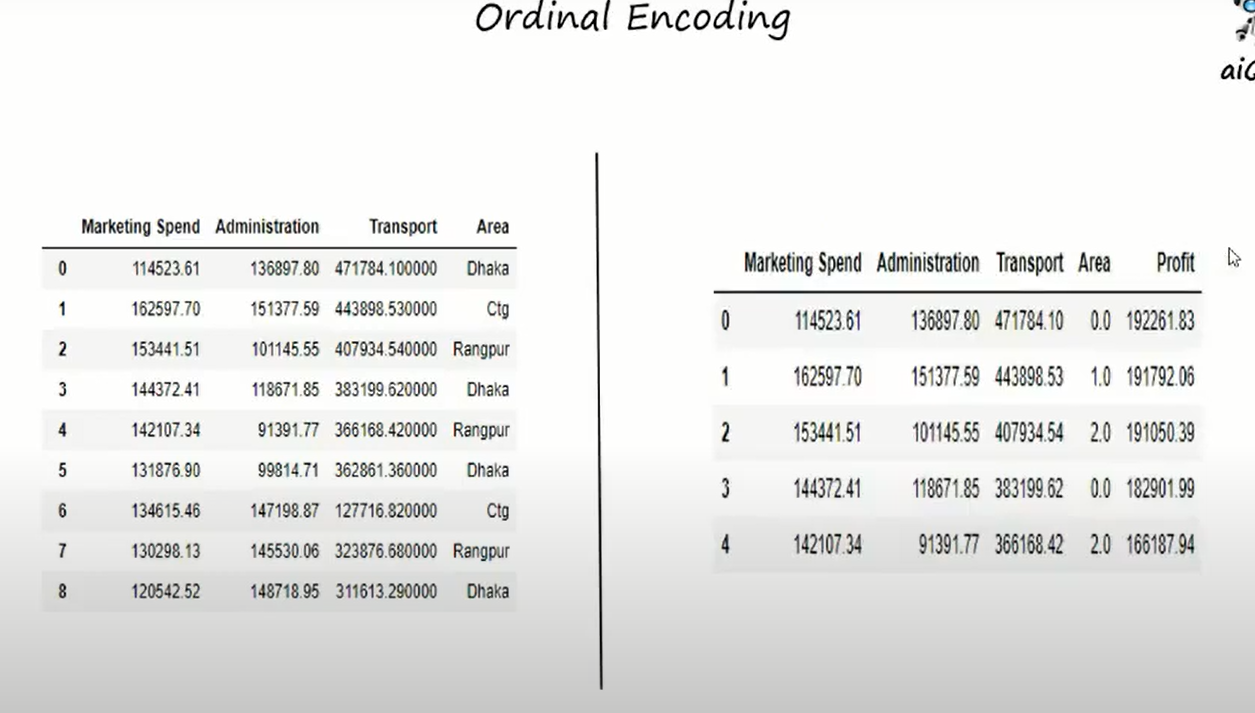 Ordinal Encoding
Marketing Spend Administration Transport Area
0 114523.61 136897.80 471784.100000 Dhaka
1 162597.70 151377.59 443898.530000 Ctg
2 153441.51 101145.55 407934.540000 Rangpur
3 144372.41 118671.85 383199.620000 Dhaka
4 142107.34 91391.77 366168.420000 Rangpur
5 131876.90 99814.71 362861.360000 Dhaka
6 134615.46 147198.87 127716.820000 Ctg
7 130298.13 145530.06 323876.680000 Rangpur
8 120542.52 148718.95 311613.290000 Dhaka
Marketing Spend Administration Transport Area Profit
0 114523.61 136897.80 471784.10 0.0 192261.83
1 162597.70 151377.59 443898.53 1.0 191792.06
2 153441.51 101145.55 407934.54 2.0 191050.39
3 144372.41 118671.85 383199.62 0.0 182901.99
4 142107.34 91391.77 366168.42 2.0 166187.94